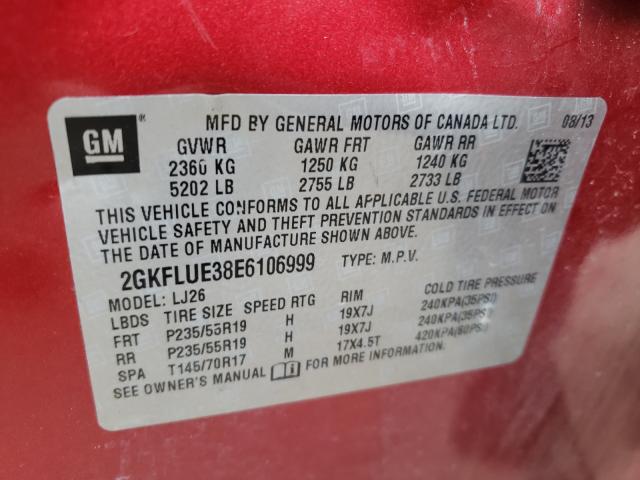 GM ®
MFD BY GENERAL MOTORS OF CANADA LTD. 08/13
GVWR GAWR FRT GAWR RR
2360 KG 1250 KG 1240 KG
5202 LB 2755 LB 2733 LB
THIS VEHICLE CONFORMS TO ALL APPLICABLE U.S. FEDERAL MOTOR
VEHICLE SAFETY AND THEFT PREVENTION STANDARDS IN EFFECT ON
THE DATE OF MANUFACTURE SHOWN ABOVE.
2GKFLUE38E6106999 TYPE: M.P.V.
MODEL: LJ26
LBDS TIRE SIZE SPEED RTG RIM COLD TIRE PRESSURE
FRT P235/55R19 H 19X7J 240KPA(35PSI)
RR P235/55R19 H 19X7J 240KPA(35PSI)
SPA T145/70R17 M 17X4.5T 420KPA(60PSI)
SEE OWNER'S MANUAL FOR MORE INFORMATION